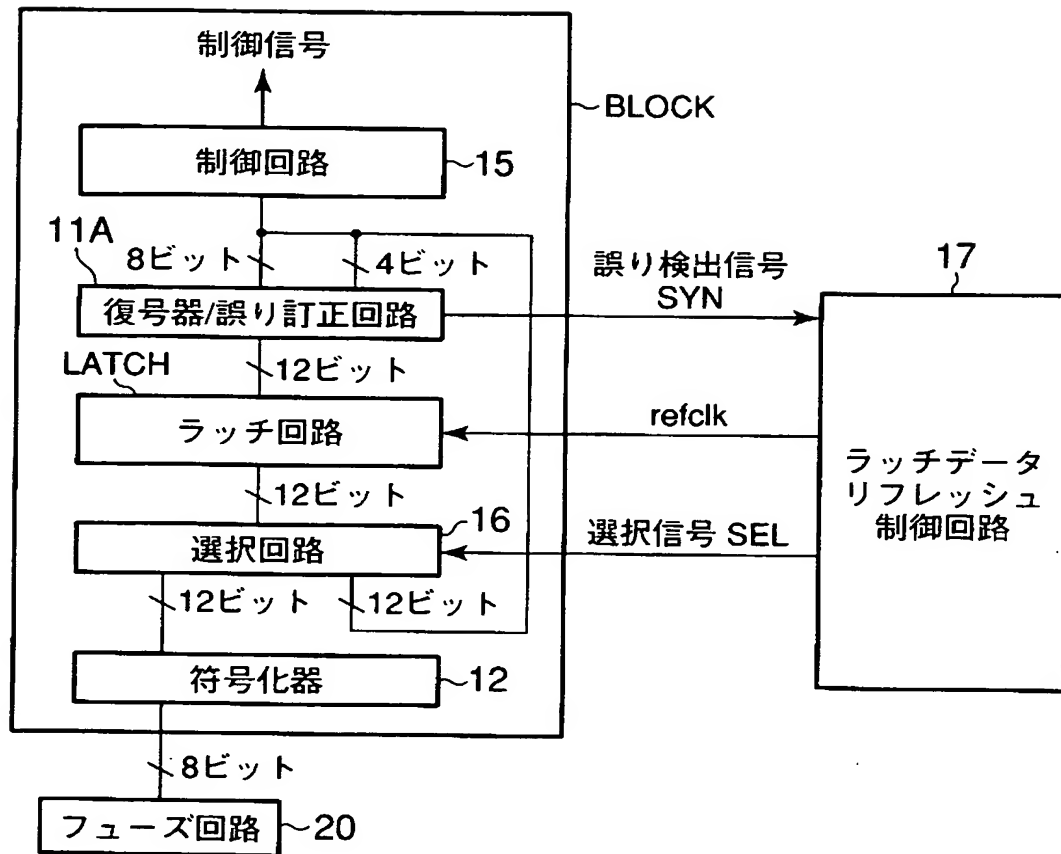 制御信号
BLOCK
制御回路
15
11A
8ビット
4ビット
誤り検出信号
SYN
17
復号器/誤り訂正回路
LATCH
12ビット
ラッチ回路
refclk
ラッチデータ
リフレッシュ
制御回路
12ビット
16
選択回路
選択信号 SEL
12ビット
12ビット
符号化器
12
8ビット
フューズ回路
20